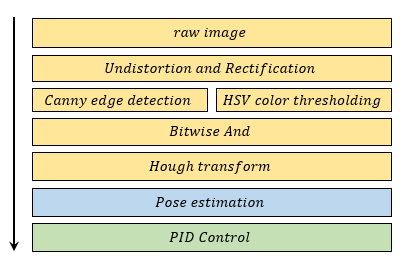 raw image
Undistortion and Rectification
Canny edge detection
HSV color thresholding
Bitwise And
Hough transform
Pose estimation
PID Control